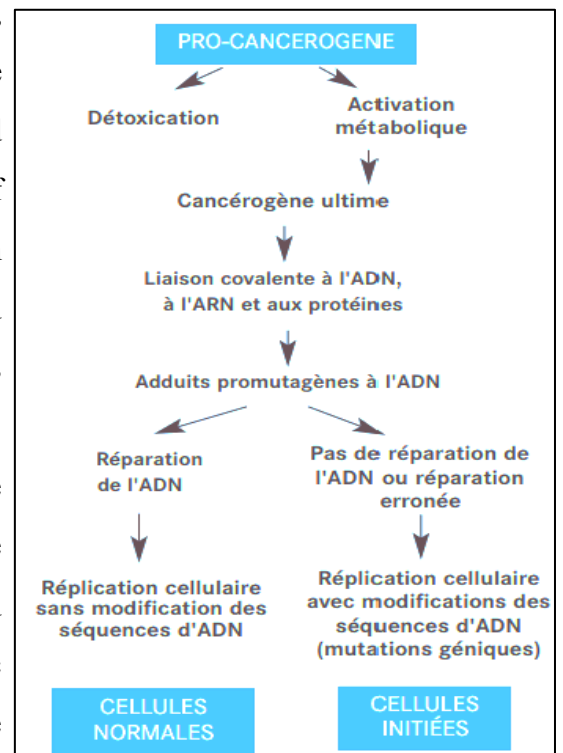 PRO-CANCEROGENE
Détoxication
Activation
métabolique
Cancérogène ultime
Liaison covalente à l'ADN,
à l'ARN et aux protéines
Adduits promutagènes à l'ADN
Réparation
de l'ADN
Pas de réparation de
l'ADN ou réparation
erronée
Réplication cellulaire
sans modification des
séquences d'ADN
Réplication cellulaire
avec modifications des
séquences d'ADN
(mutations géniques)
CELLULES
NORMALES
CELLULES
INITIÉES